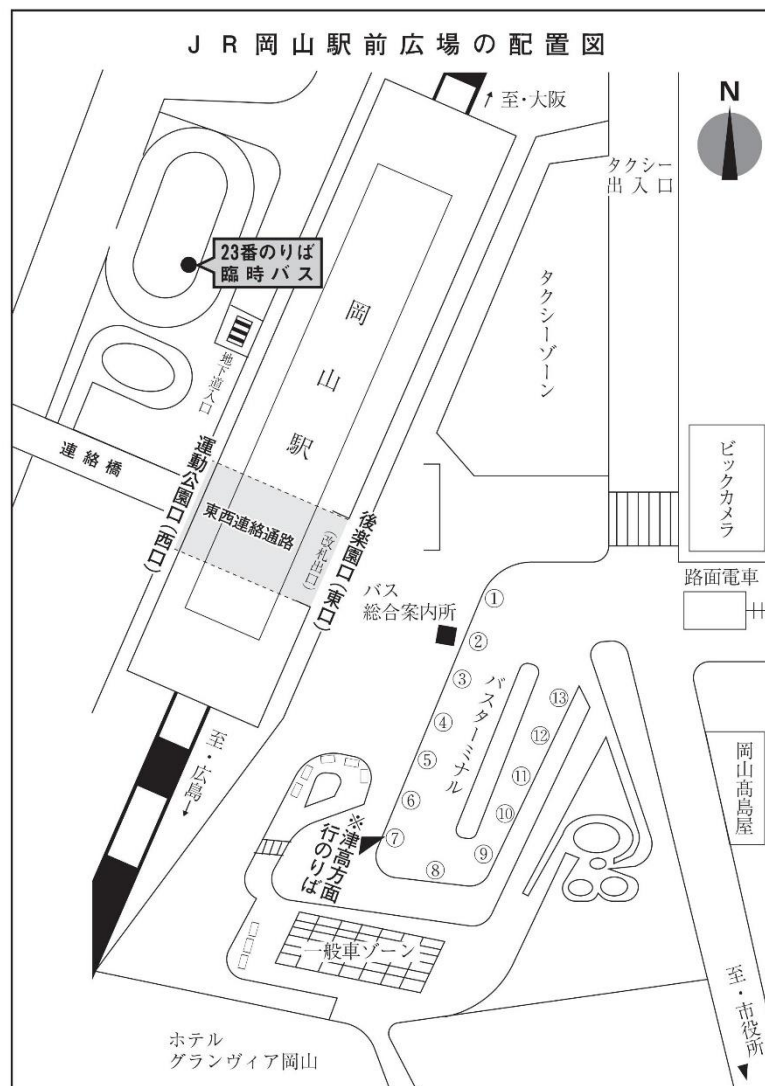 JR岡山駅前広場の配置図
至・大阪
N
タクシー
出入口
23番のりば
臨時バス
タクシーゾーン
岡山駅
地下道入口
連絡橋
運動公園口(西口)
東西連絡通路
(改札出口)
後楽園口(東口)
ビックカメラ
路面電車
バス
総合案内所
①
②
③
④
⑤
⑥
⑦
⑧
⑨
⑩
⑪
⑫
⑬
バスターミナル
至・広島
岡山髙島屋
※津高方面
行のりば
一般車ゾーン
至・市役所
ホテル
グランヴィア岡山